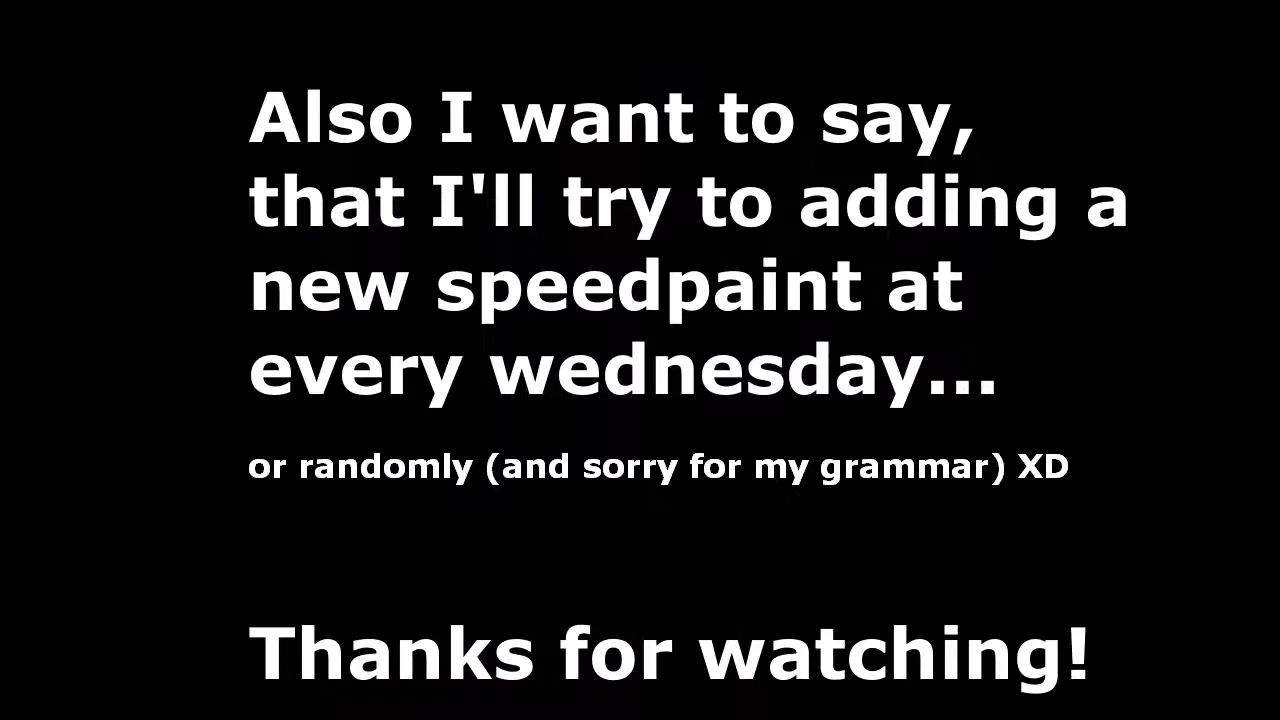 Also I want to say,
that I'll try to adding a
new speedpaint at
every wednesday...
or randomly (and sorry for my grammar) XD
Thanks for watching!